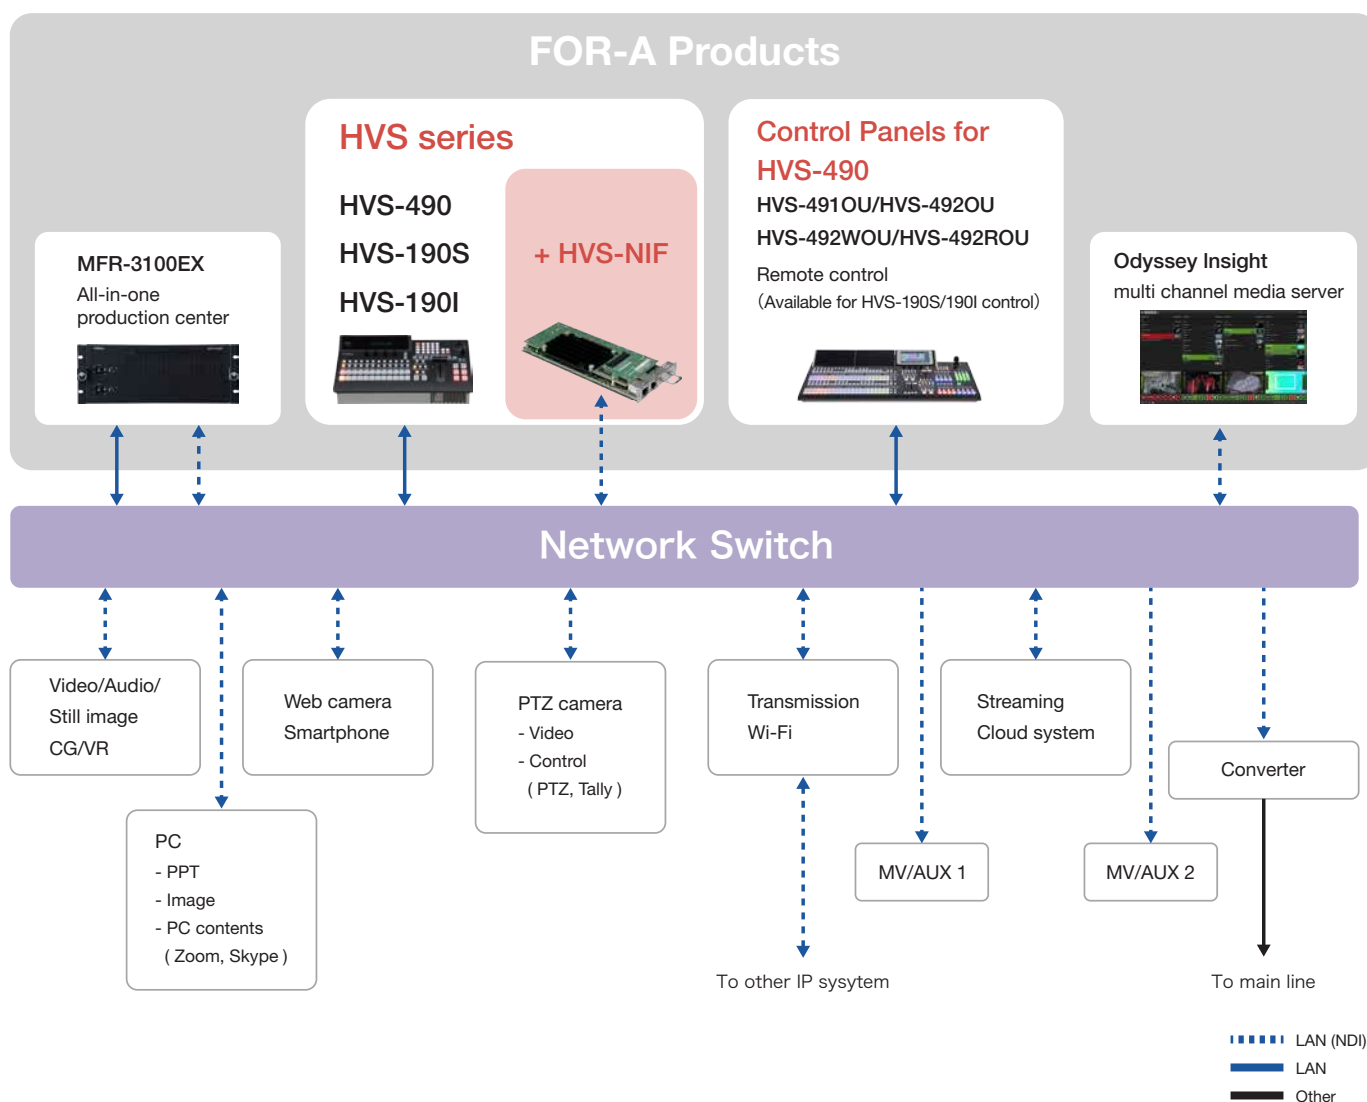 FOR-A Products
HVS series
HVS-490
HVS-190S
HVS-190I
+ HVS-NIF
Control Panels for
HVS-490
HVS-491OU/HVS-492OU
HVS-492WOU/HVS-492ROU
Remote control
(Available for HVS-190S/190I control)
MFR-3100EX
All-in-one
production center
Odyssey Insight
multi channel media server
Network Switch
Video/Audio/
Still image
CG/VR
Web camera
Smartphone
PTZ camera
- Video
- Control
( PTZ, Tally )
Transmission
Wi-Fi
Streaming
Cloud system
Converter
PC
- PPT
- Image
- PC contents
( Zoom, Skype )
MV/AUX 1
MV/AUX 2
To other IP sysytem
To main line
LAN (NDI)
LAN
Other